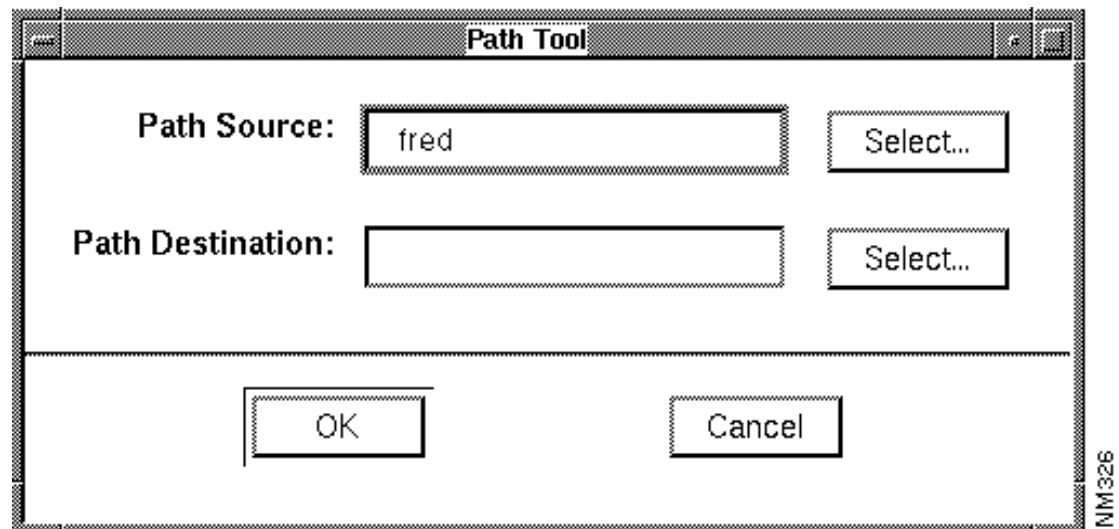 Path Tool
Path Source: fred Select...
Path Destination: Select...
OK Cancel
NM326